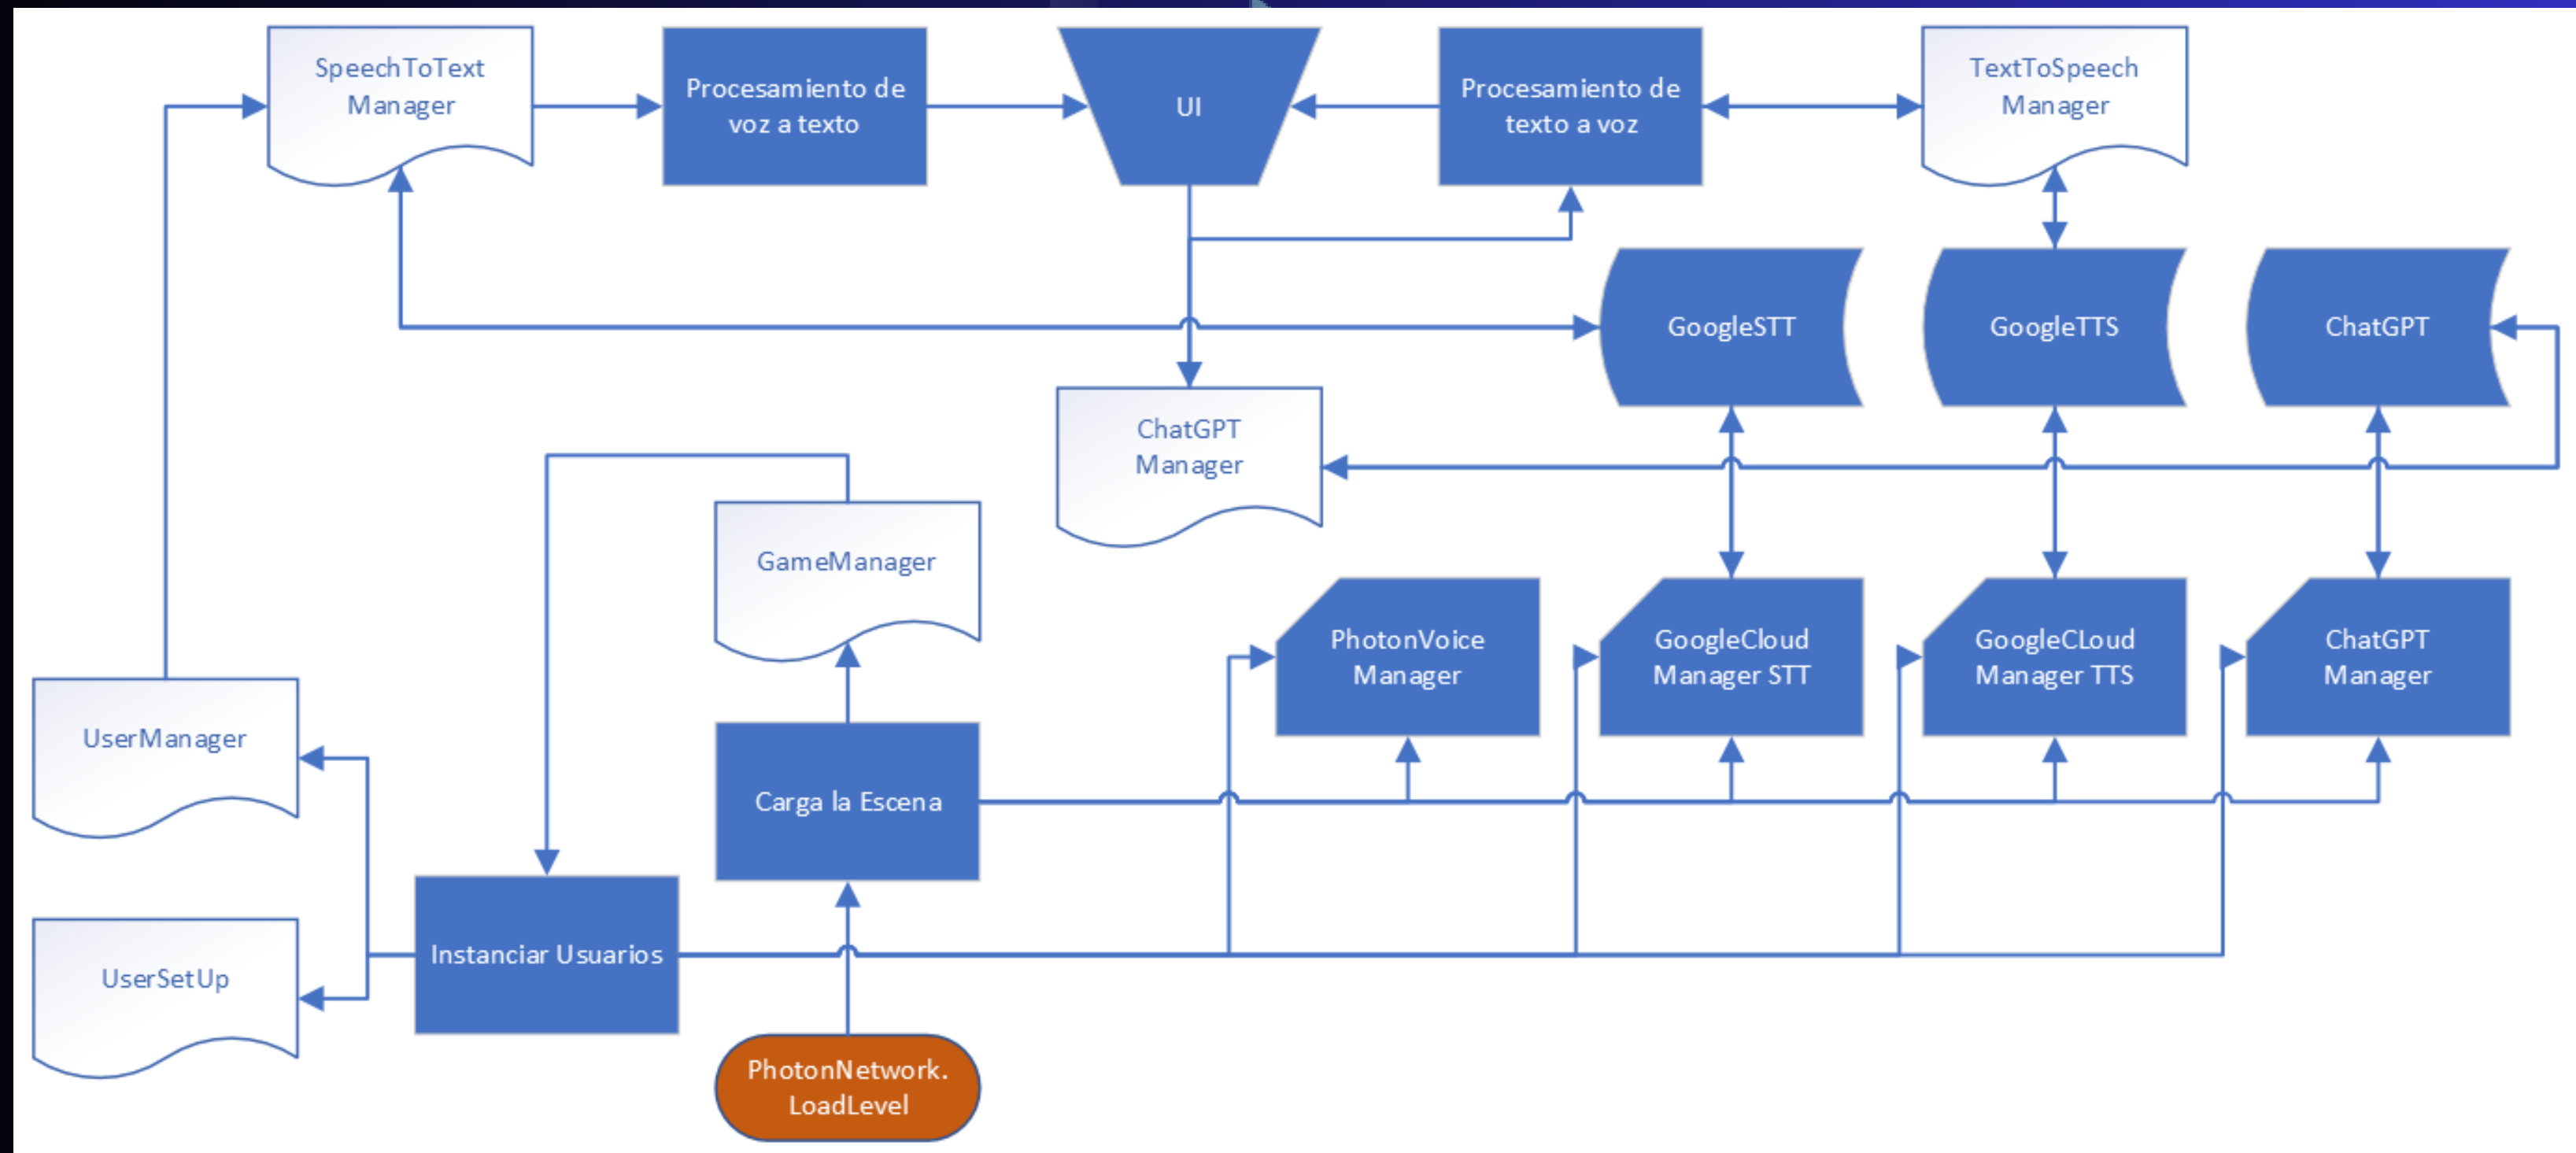 SpeechToText
Manager
Procesamiento de
voz a texto
UI
Procesamiento de
texto a voz
TextToSpeech
Manager
GoogleSTT
GoogleTTS
ChatGPT
ChatGPT
Manager
GameManager
PhotonVoice
Manager
GoogleCloud
Manager STT
GoogleCLoud
Manager TTS
ChatGPT
Manager
UserManager
Carga la Escena
Instanciar Usuarios
UserSetUp
PhotonNetwork.
LoadLevel